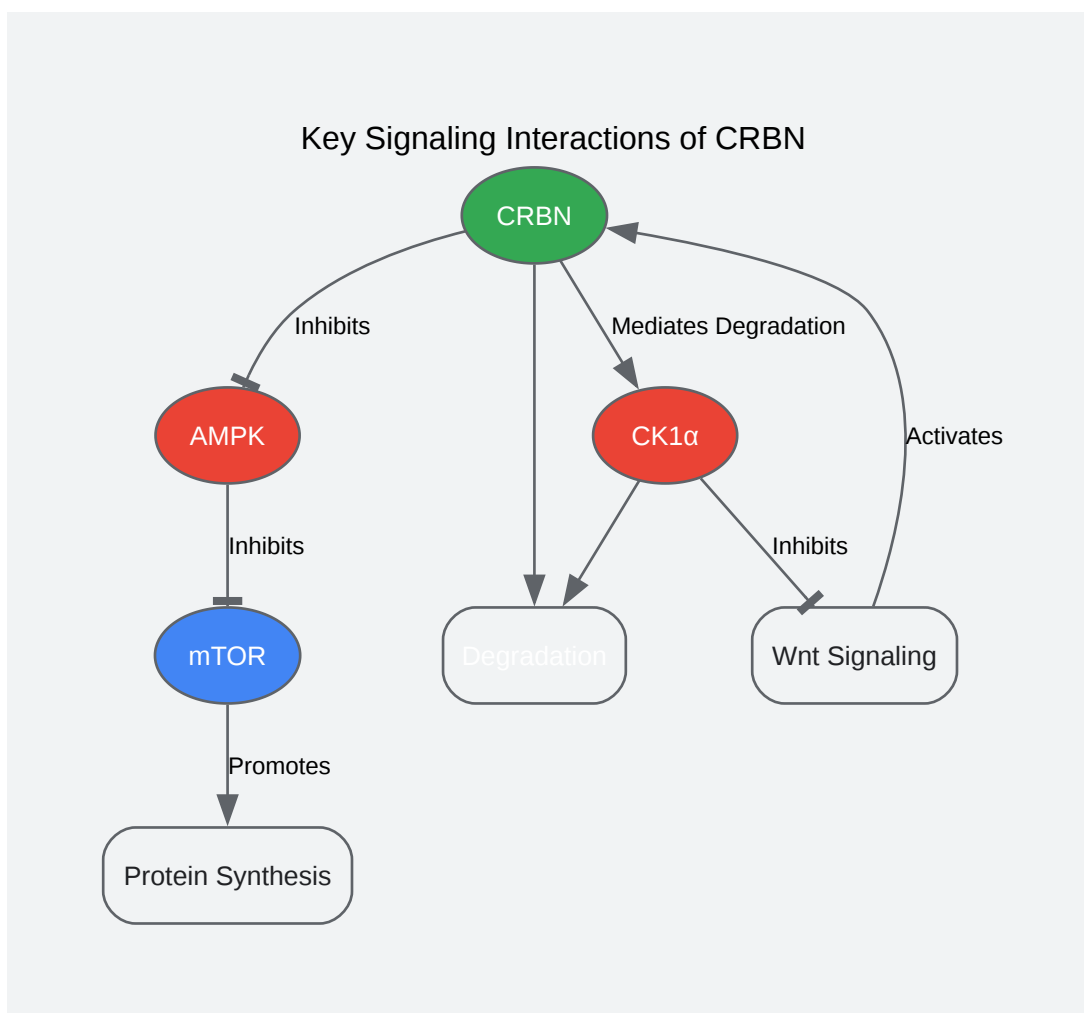 Key Signaling Interactions of CRBN
CRBN
Inhibits
Mediates Degradation
AMPK
CK1α
Activates
Inhibits
Inhibits
mTOR
Degradation
Wnt Signaling
Promotes
Protein Synthesis